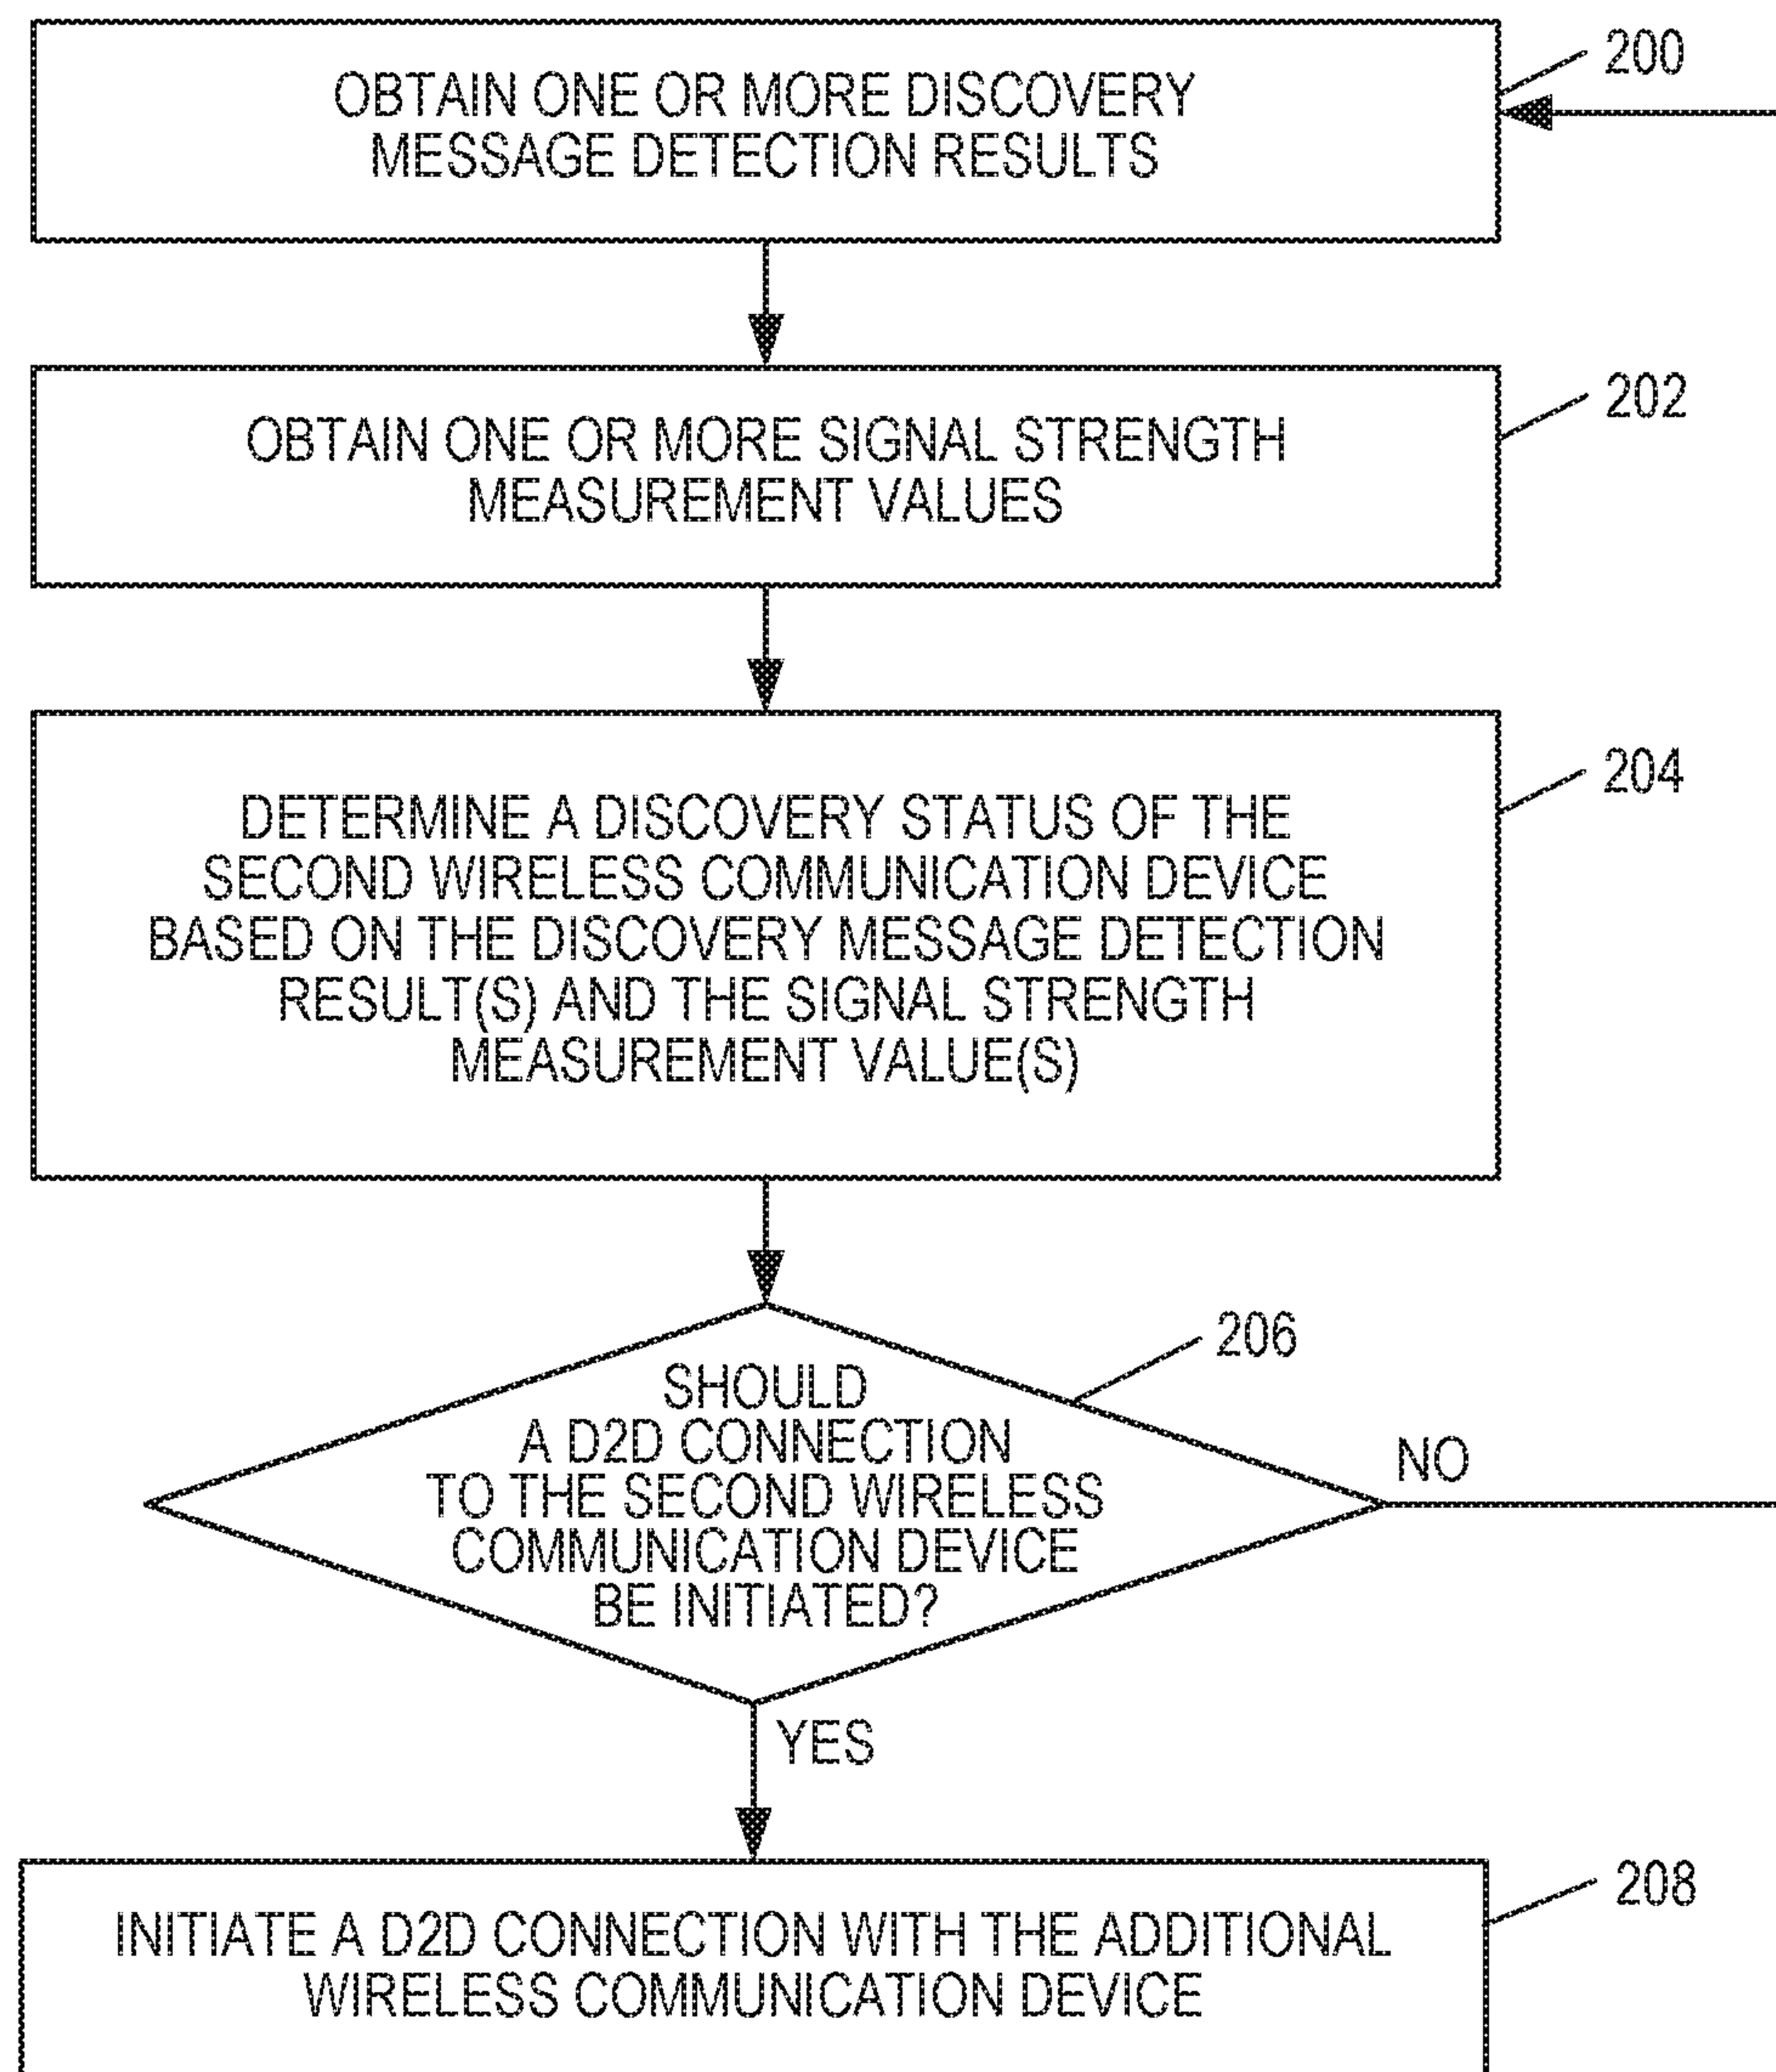 OBTAIN ONE OR MORE DISCOVERY
MESSAGE DETECTION RESULTS
200
OBTAIN ONE OR MORE SIGNAL STRENGTH
MEASUREMENT VALUES
202
DETERMINE A DISCOVERY STATUS OF THE
SECOND WIRELESS COMMUNICATION DEVICE
BASED ON THE DISCOVERY MESSAGE DETECTION
RESULT(S) AND THE SIGNAL STRENGTH
MEASUREMENT VALUE(S)
204
SHOULD
A D2D CONNECTION
TO THE SECOND WIRELESS
COMMUNICATION DEVICE
BE INITIATED?
206
NO
YES
INITIATE A D2D CONNECTION WITH THE ADDITIONAL
WIRELESS COMMUNICATION DEVICE
208